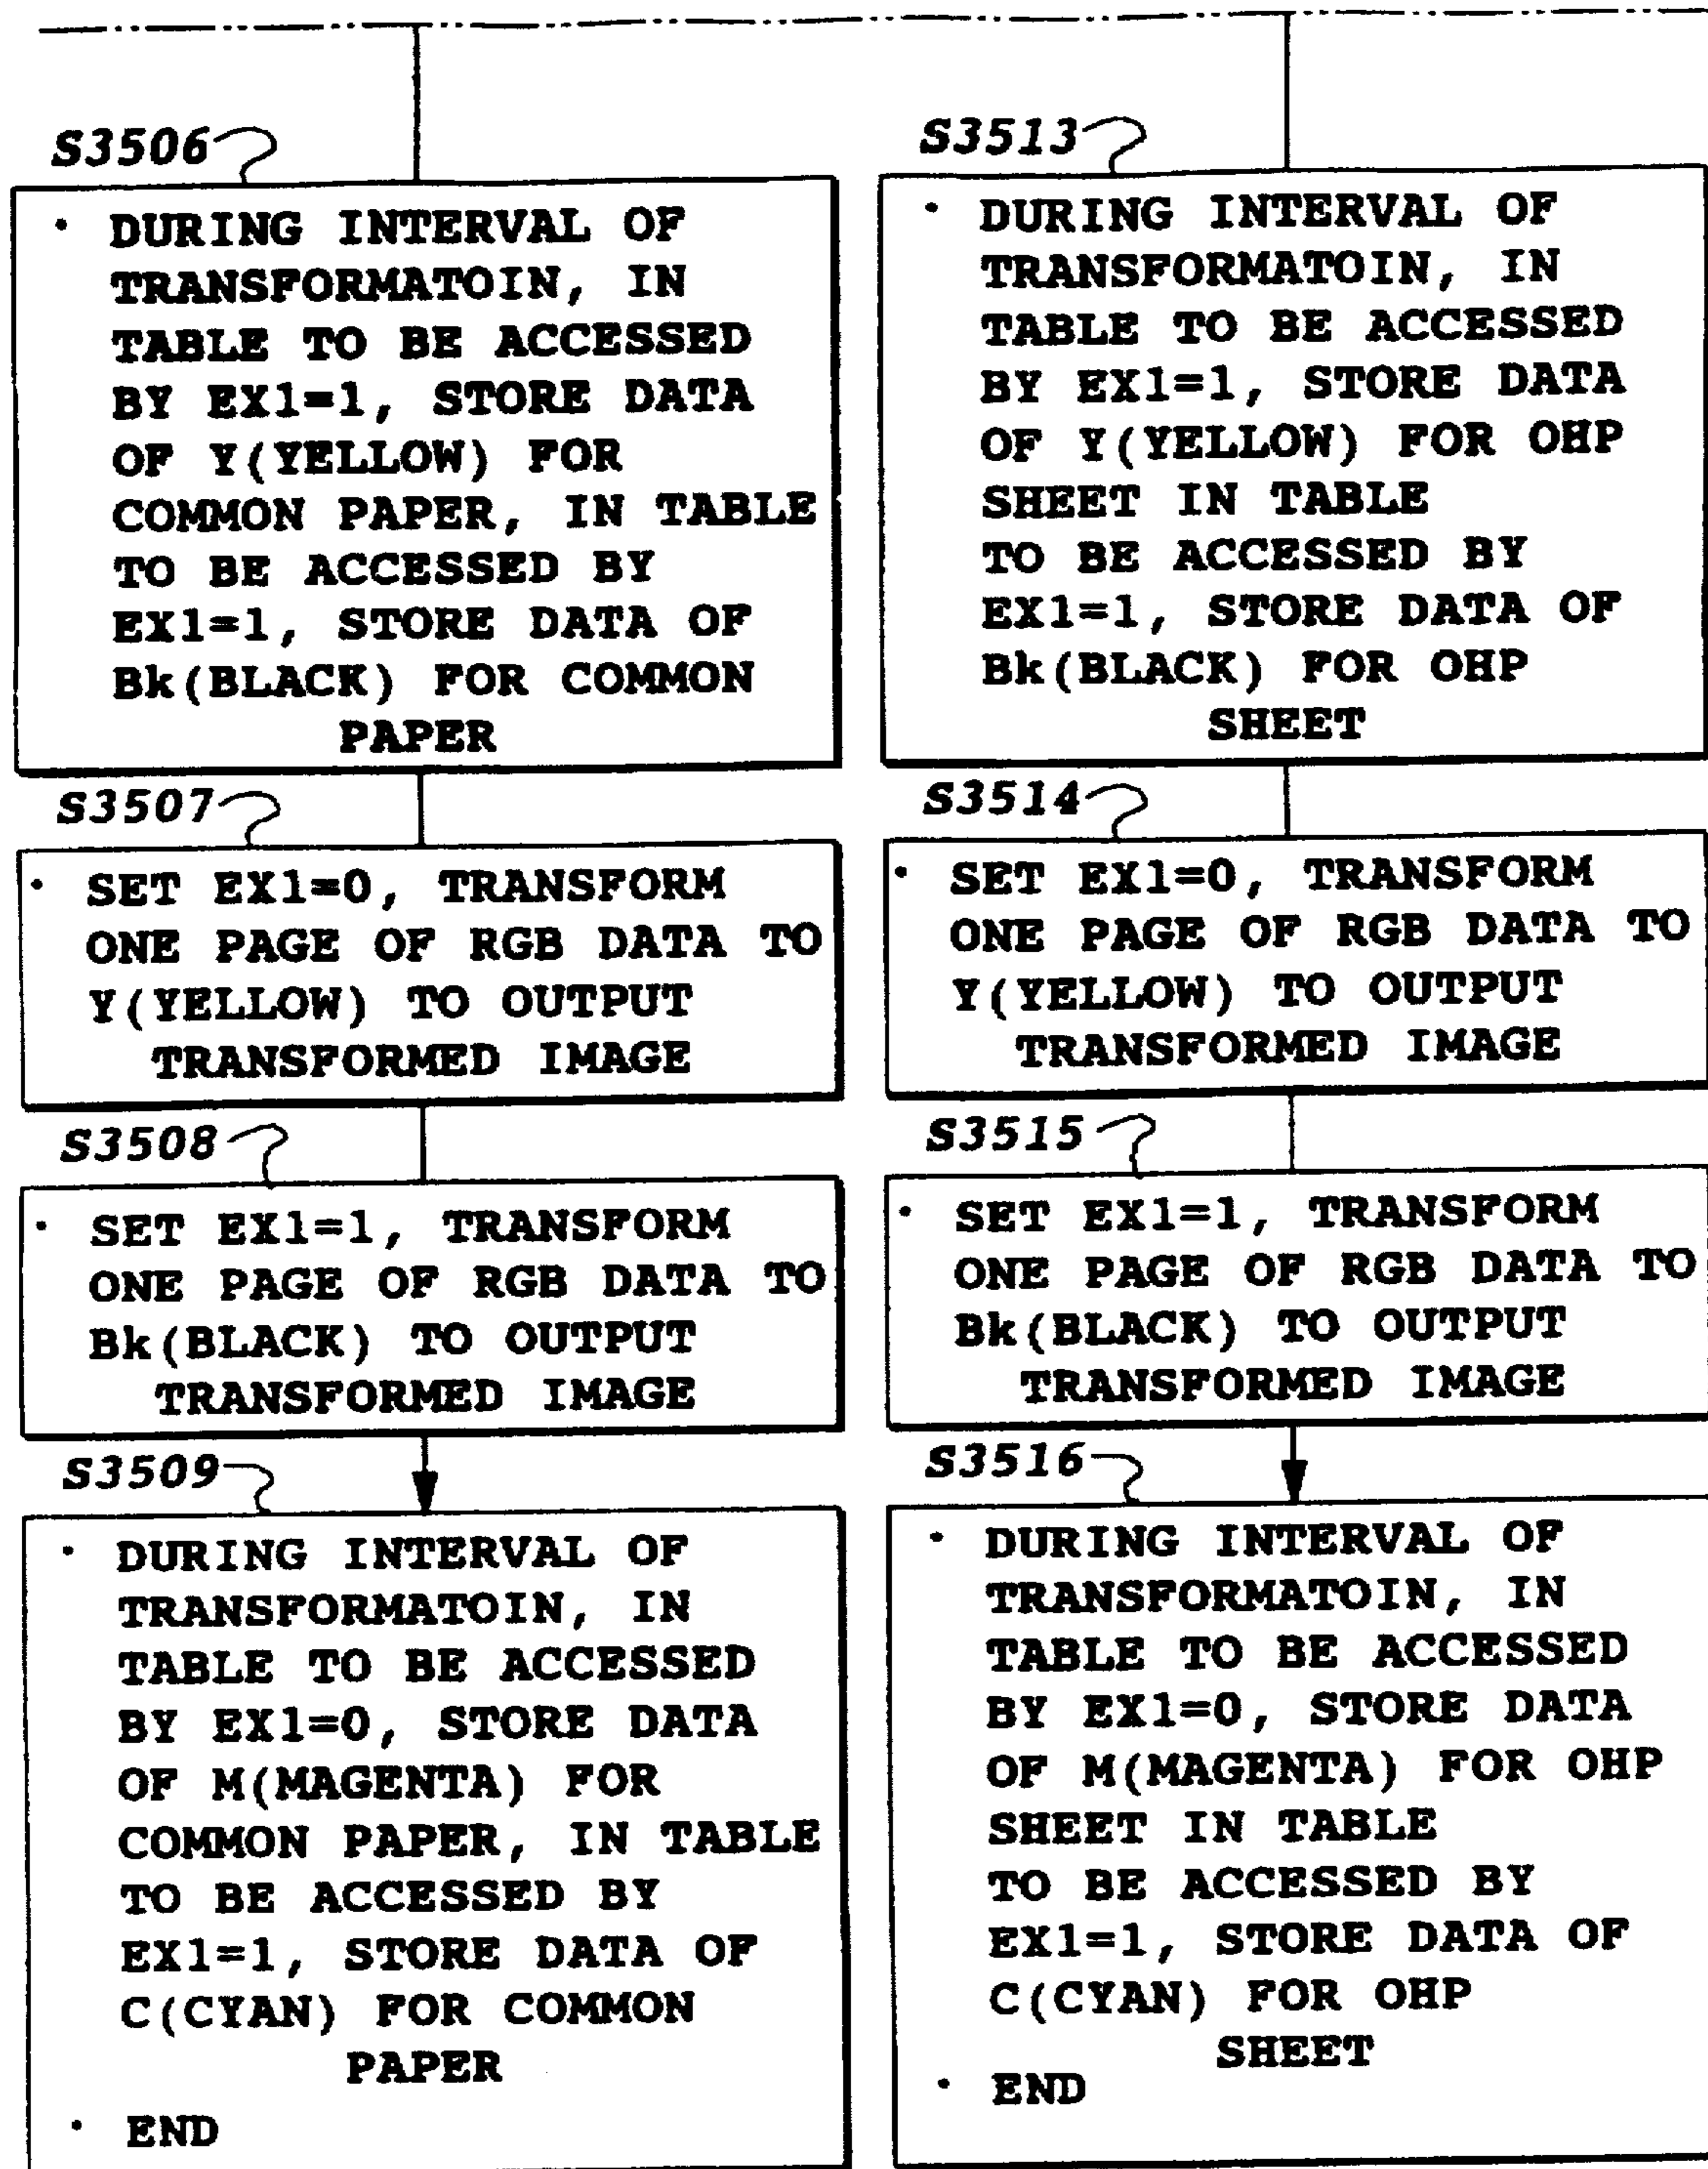 S3506
· DURING INTERVAL OF
TRANSFORMATOIN, IN
TABLE TO BE ACCESSED
BY EX1=1, STORE DATA
OF Y(YELLOW) FOR
COMMON PAPER, IN TABLE
TO BE ACCESSED BY
EX1=1, STORE DATA OF
Bk(BLACK) FOR COMMON
PAPER
S3507
· SET EX1=0, TRANSFORM
ONE PAGE OF RGB DATA TO
Y(YELLOW) TO OUTPUT
TRANSFORMED IMAGE
S3508
· SET EX1=1, TRANSFORM
ONE PAGE OF RGB DATA TO
Bk(BLACK) TO OUTPUT
TRANSFORMED IMAGE
S3509
· DURING INTERVAL OF
TRANSFORMATOIN, IN
TABLE TO BE ACCESSED
BY EX1=0, STORE DATA
OF M(MAGENTA) FOR
COMMON PAPER, IN TABLE
TO BE ACCESSED BY
EX1=1, STORE DATA OF
C(CYAN) FOR COMMON
PAPER
· END
S3513
· DURING INTERVAL OF
TRANSFORMATOIN, IN
TABLE TO BE ACCESSED
BY EX1=1, STORE DATA
OF Y(YELLOW) FOR OHP
SHEET IN TABLE
TO BE ACCESSED BY
EX1=1, STORE DATA OF
Bk(BLACK) FOR OHP
SHEET
S3514
· SET EX1=0, TRANSFORM
ONE PAGE OF RGB DATA TO
Y(YELLOW) TO OUTPUT
TRANSFORMED IMAGE
S3515
· SET EX1=1, TRANSFORM
ONE PAGE OF RGB DATA TO
Bk(BLACK) TO OUTPUT
TRANSFORMED IMAGE
S3516
· DURING INTERVAL OF
TRANSFORMATOIN, IN
TABLE TO BE ACCESSED
BY EX1=0, STORE DATA
OF M(MAGENTA) FOR OHP
SHEET IN TABLE
TO BE ACCESSED BY
EX1=1, STORE DATA OF
C(CYAN) FOR OHP
SHEET
· END